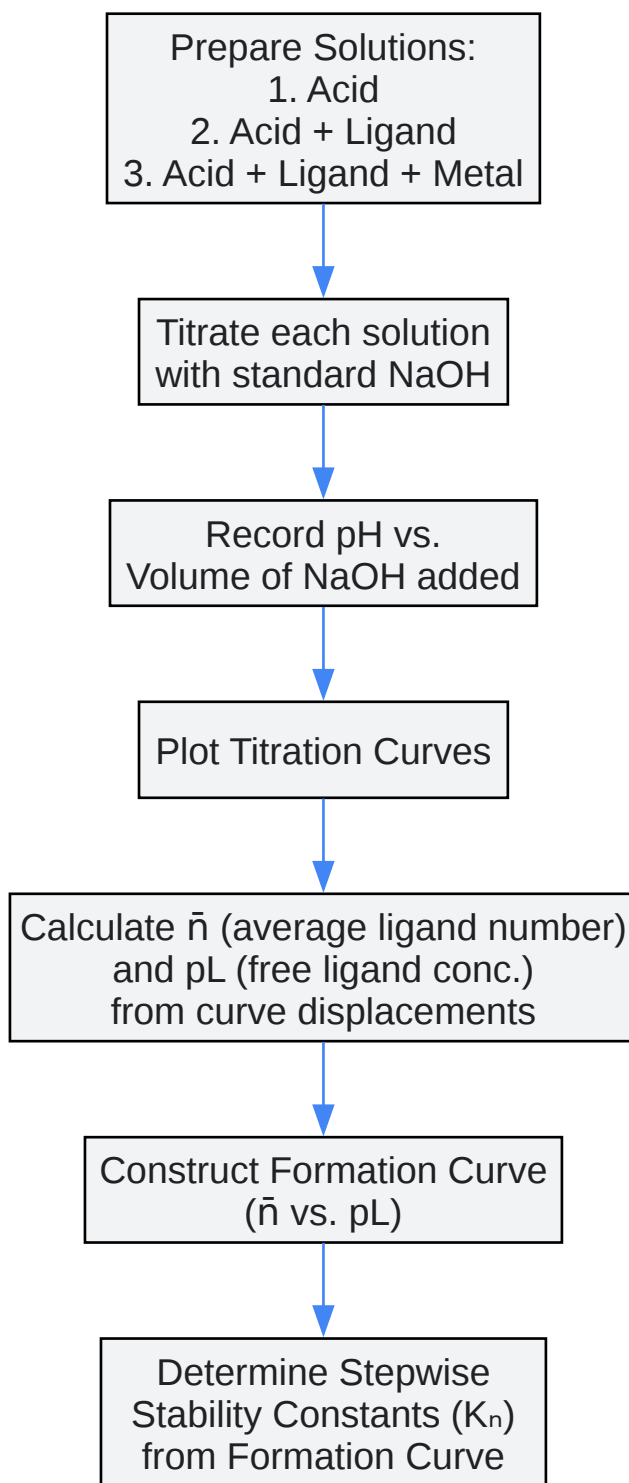 Prepare Solutions:
1. Acid
2. Acid + Ligand
3. Acid + Ligand + Metal
Titrate each solution
with standard NaOH
Record pH vs.
Volume of NaOH added
Plot Titration Curves
Calculate n̄ (average ligand number)
and pL (free ligand conc.)
from curve displacements
Construct Formation Curve
(n̄ vs. pL)
Determine Stepwise
Stability Constants (Kₙ)
from Formation Curve